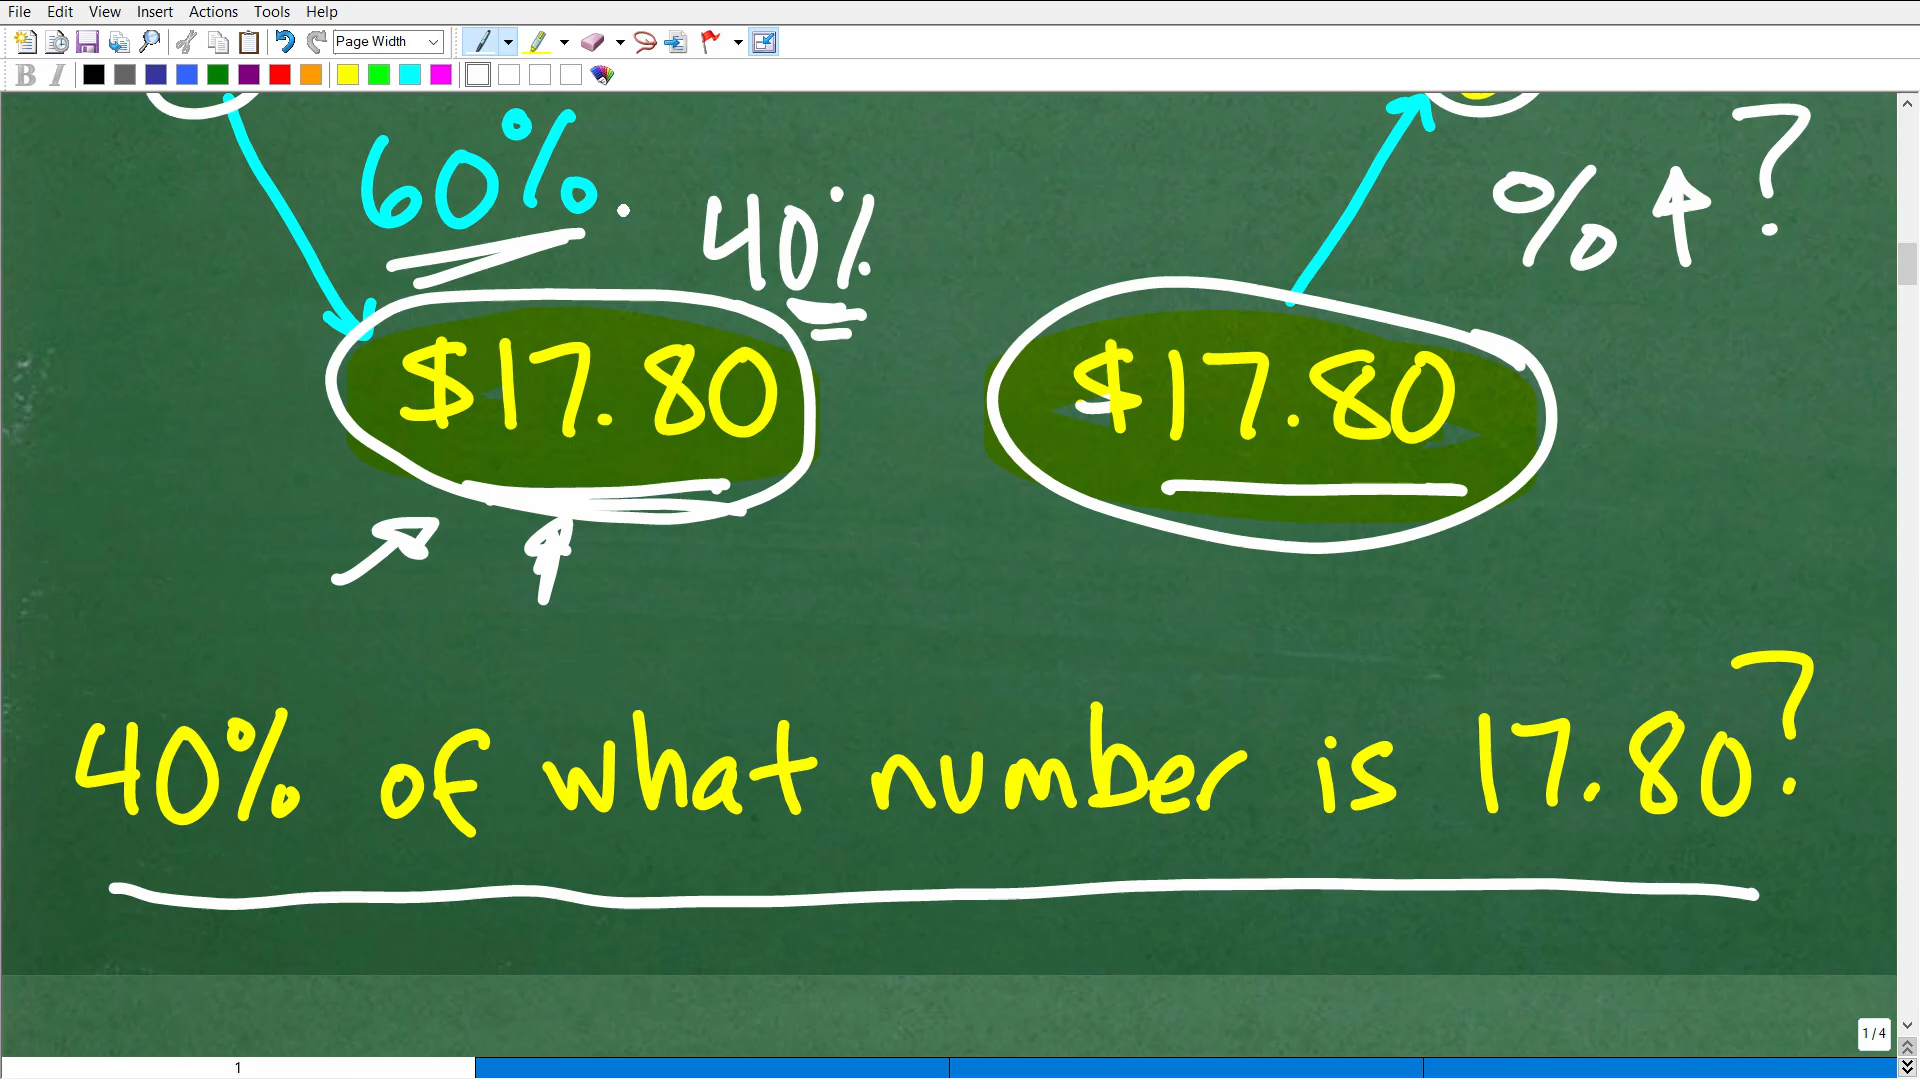 File Edit View Insert Actions Tools Help
Page Width
B I
60%. 40%
% ↑ ?
$17.80 $17.80
40% of what number is 17.80?
1/4
1